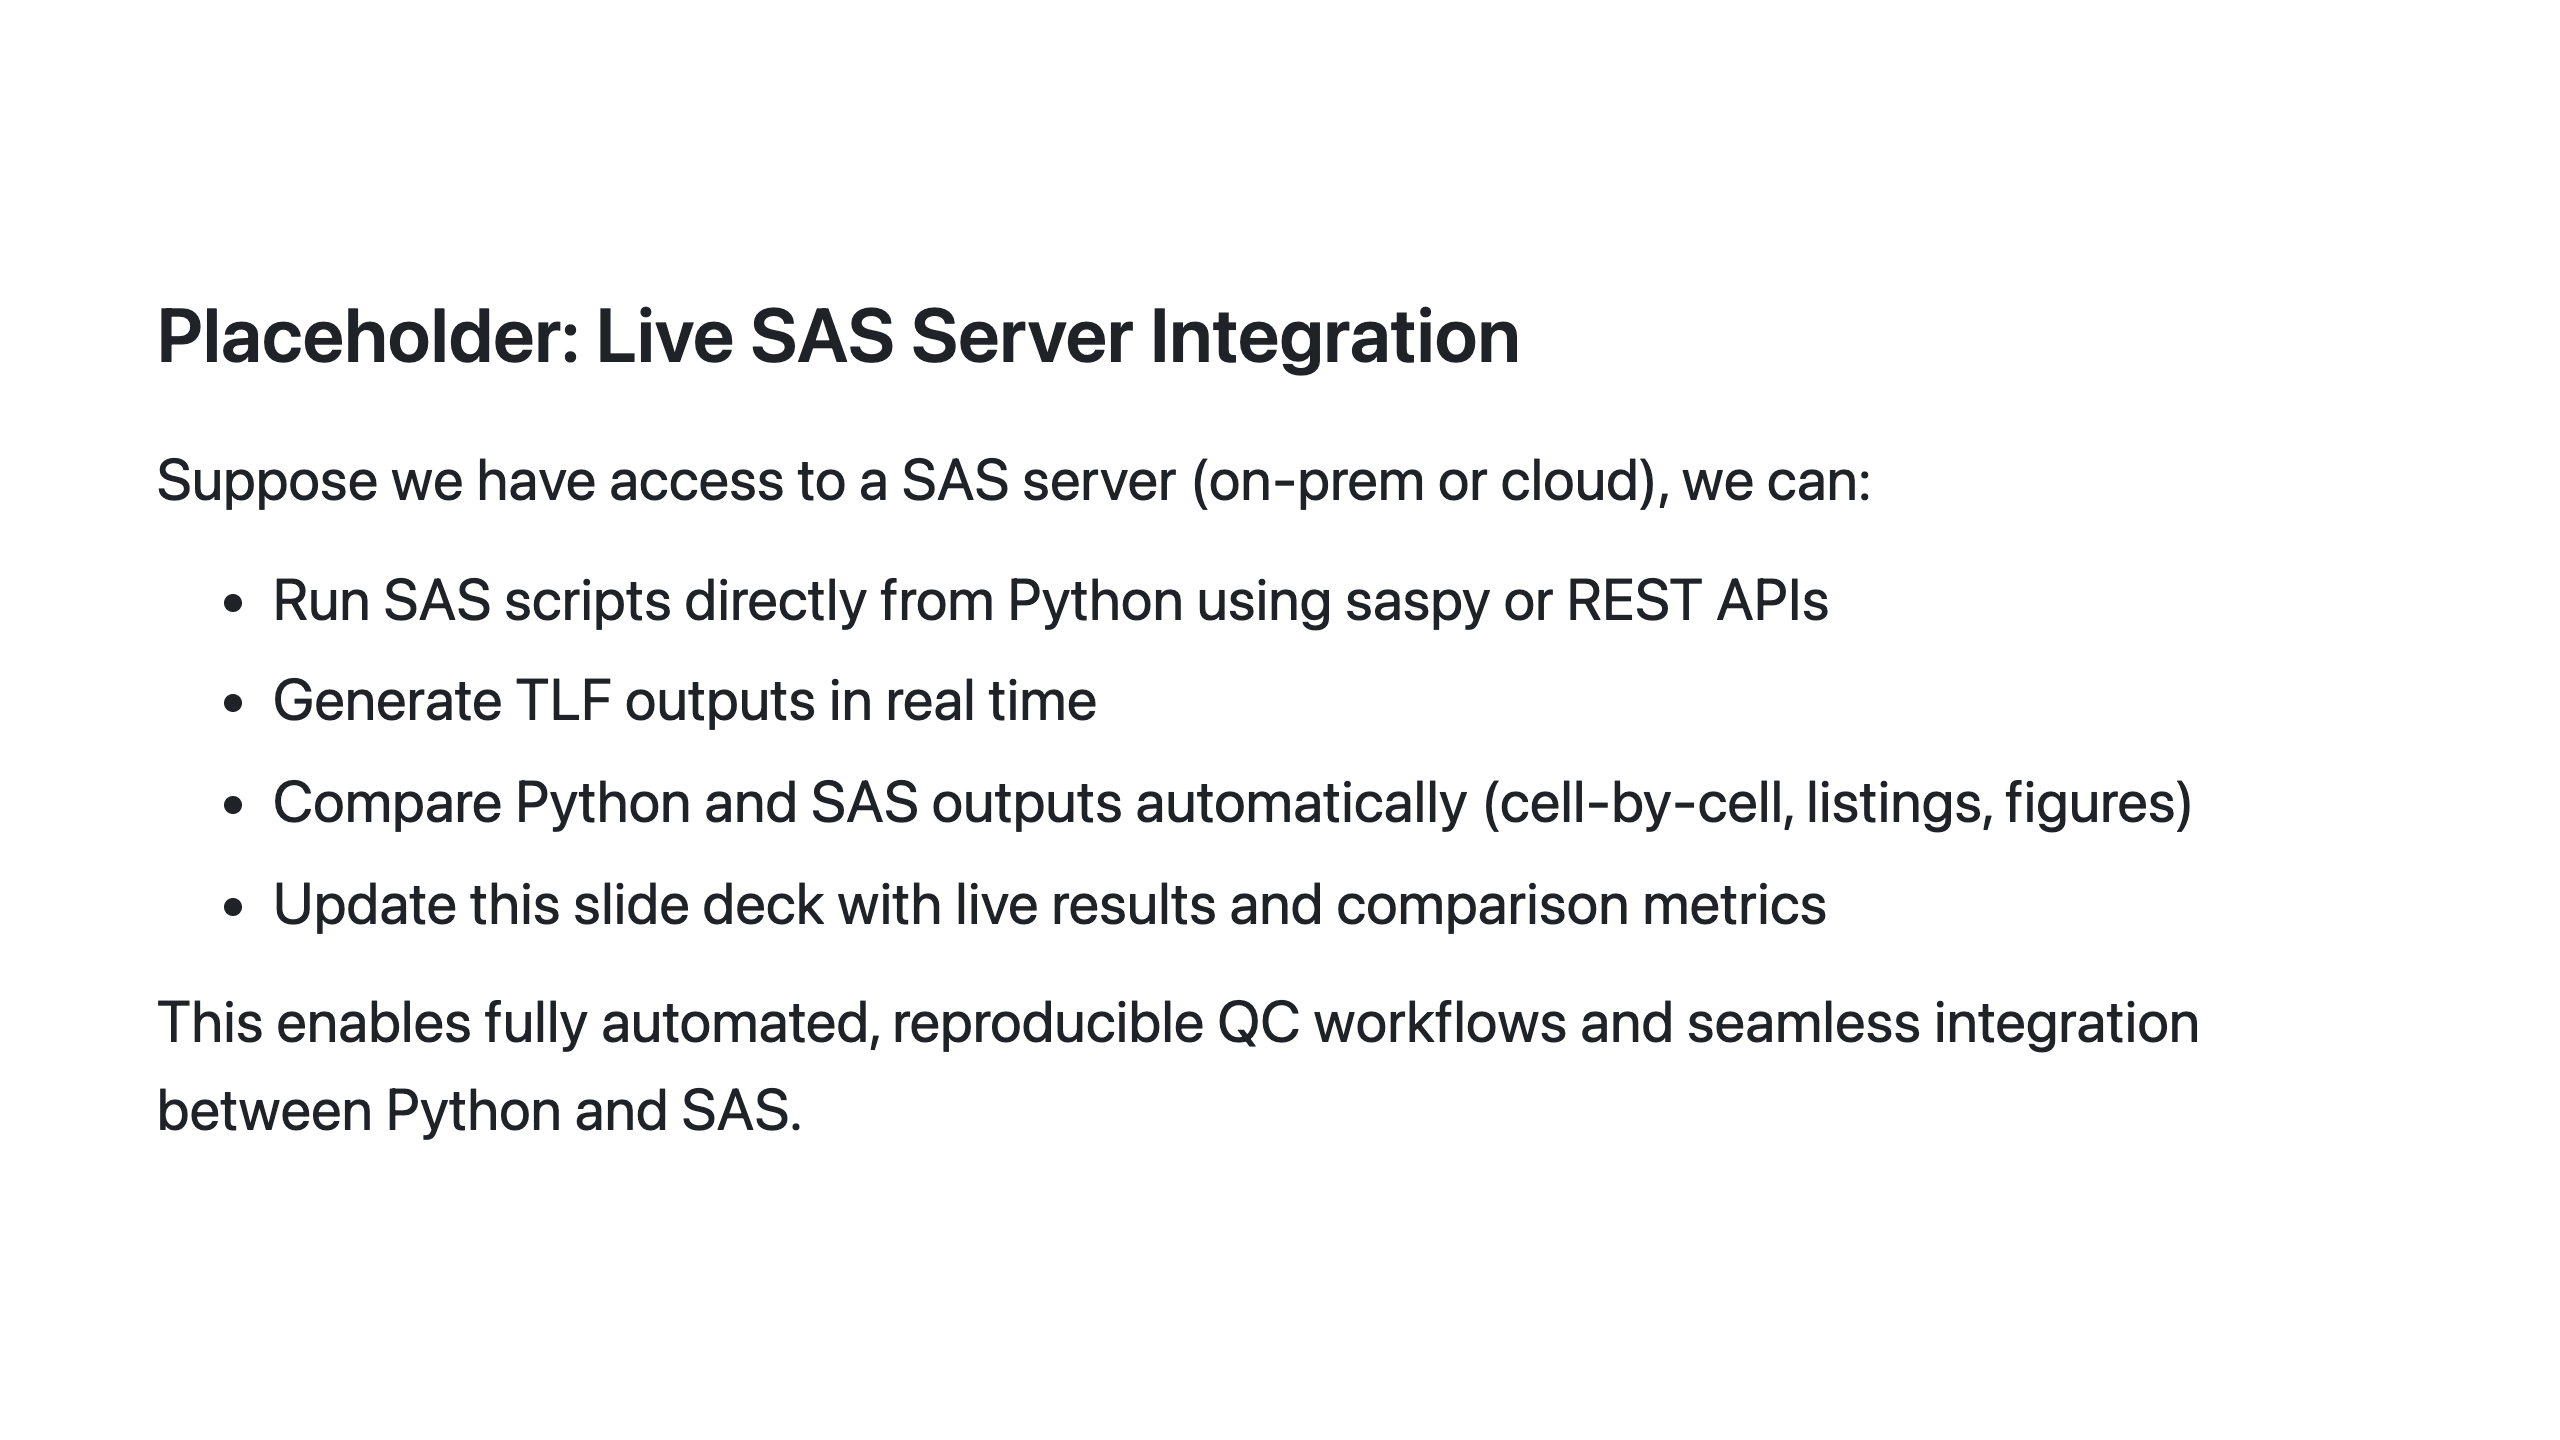 Placeholder: Live SAS Server Integration
Suppose we have access to a SAS server (on-prem or cloud), we can:
• Run SAS scripts directly from Python using saspy or REST APIs
• Generate TLF outputs in real time
• Compare Python and SAS outputs automatically (cell-by-cell, listings, figures)
• Update this slide deck with live results and comparison metrics
This enables fully automated, reproducible QC workflows and seamless integration
between Python and SAS.